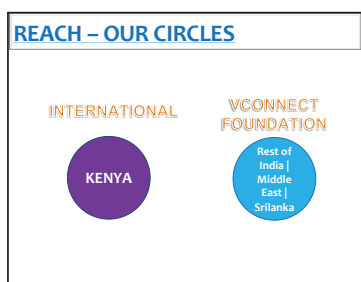 REACH – OUR CIRCLES
INTERNATIONAL
KENYA
VCONNECT
FOUNDATION
Rest of
India |
Middle
East |
Srilanka